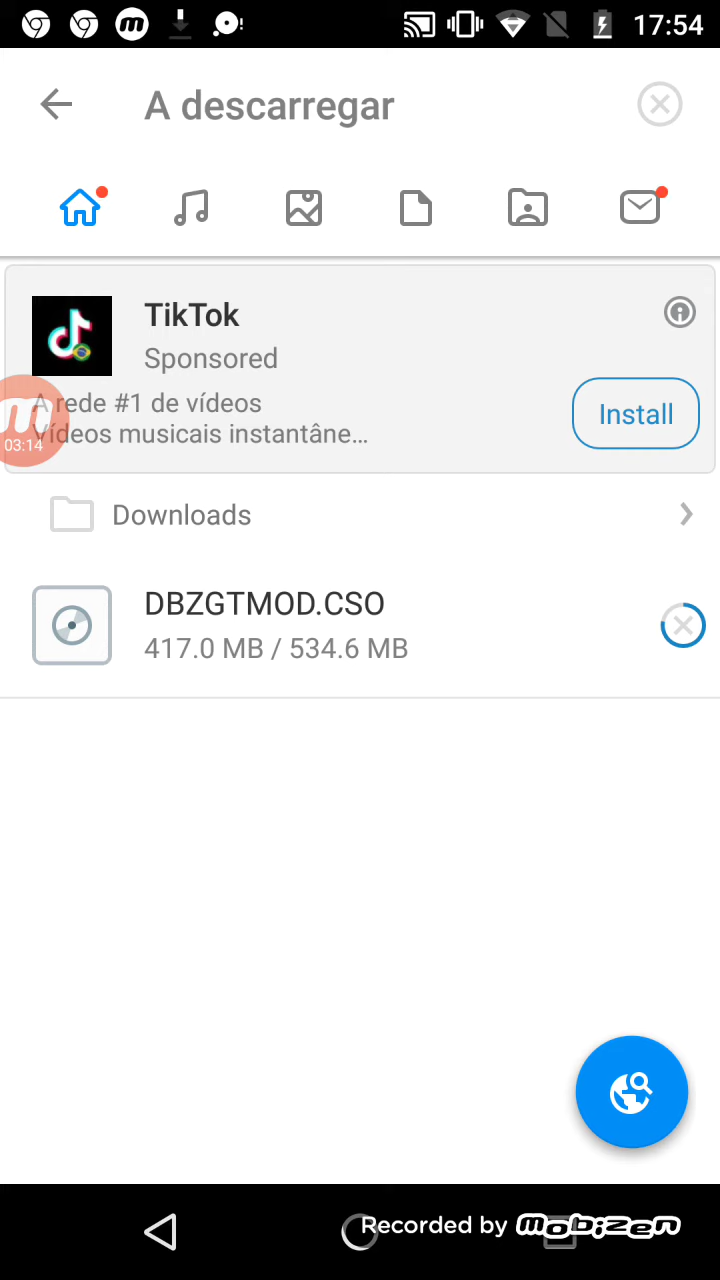 17:54
A descarregar
TikTok
Sponsored
A rede #1 de vídeos
Vídeos musicais instantâne...
Install
03:14
Downloads
DBZGTMOD.CSO
417.0 MB / 534.6 MB
Recorded by mobizen